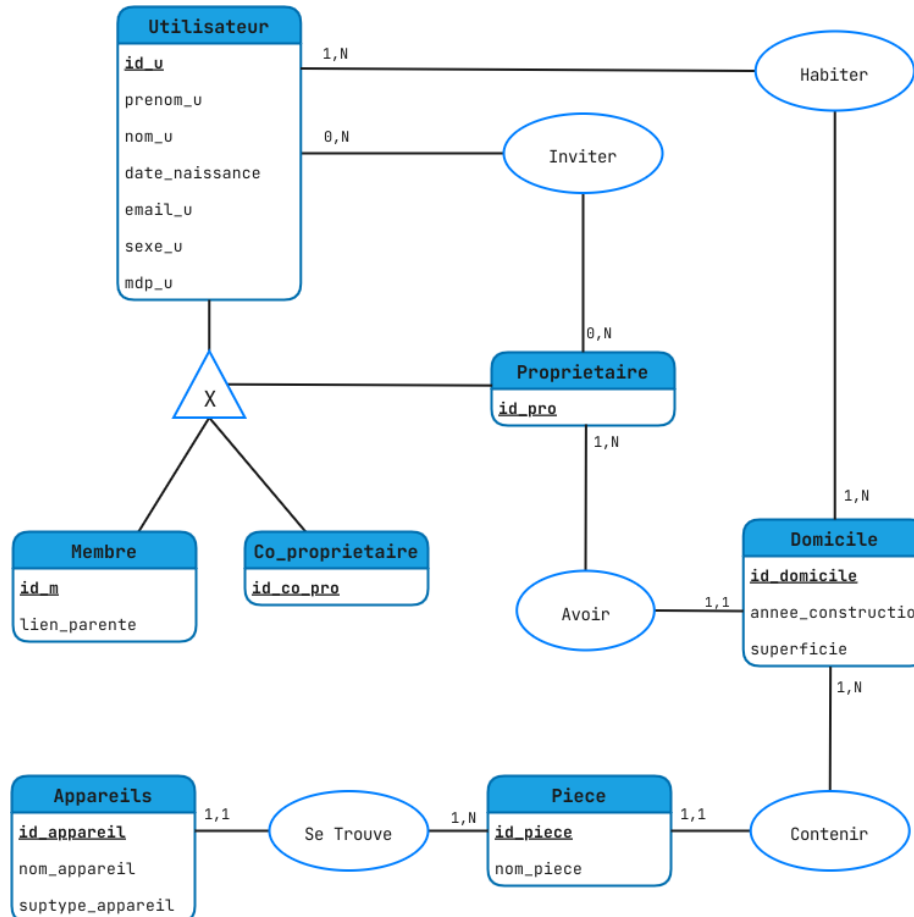 Utilisateur
id_u
prenom_u
nom_u
date_naissance
email_u
sexe_u
mdp_u
1,N
Habiter
0,N
Inviter
0,N
X
Proprietaire
id_pro
1,N
1,N
Membre
id_m
lien_parente
Co_proprietaire
id_co_pro
Domicile
id_domicile
annee_constructio
superficie
Avoir
1,1
1,N
Appareils
id_appareil
nom_appareil
suptype_appareil
1,1
Se Trouve
1,N
Piece
id_piece
nom_piece
1,1
Contenir